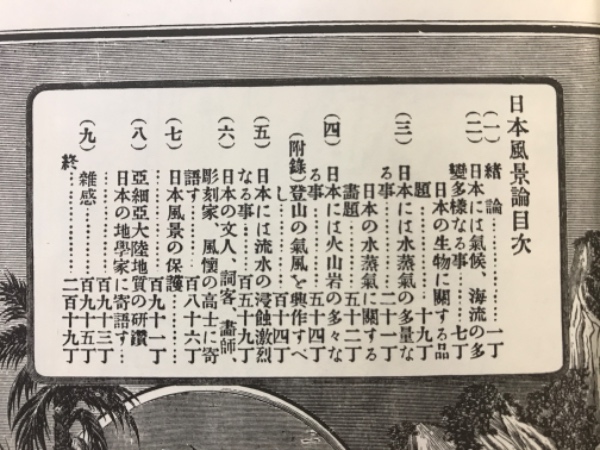 日本風景論目次
(一) 緒論……………一丁
(二) 日本には氣候、海流の多
變多樣なる事………七丁
日本の生物に關する品
題………………十九丁
(三) 日本には水蒸氣の多量な
る事……………二十一丁
日本の水蒸氣に關する
畵題……………五十二丁
(四) 日本には火山岩の多々な
る事……………五十四丁
(附錄)登山の氣風を興作すべ
し………………百十四丁
(五) 日本には流水の浸蝕激烈
なる事…………百五十九丁
(六) 日本の文人、詞客、畵師、
彫刻家、風懷の高士に寄
語す……………百八十六丁
(七) 日本風景の保護………
………………百九十一丁
(八) 亞細亞大陸地質の研鑽
日本の地學家に寄語す…
………………百九十三丁
(九) 雜感………百九十五丁
終………………二百十九丁